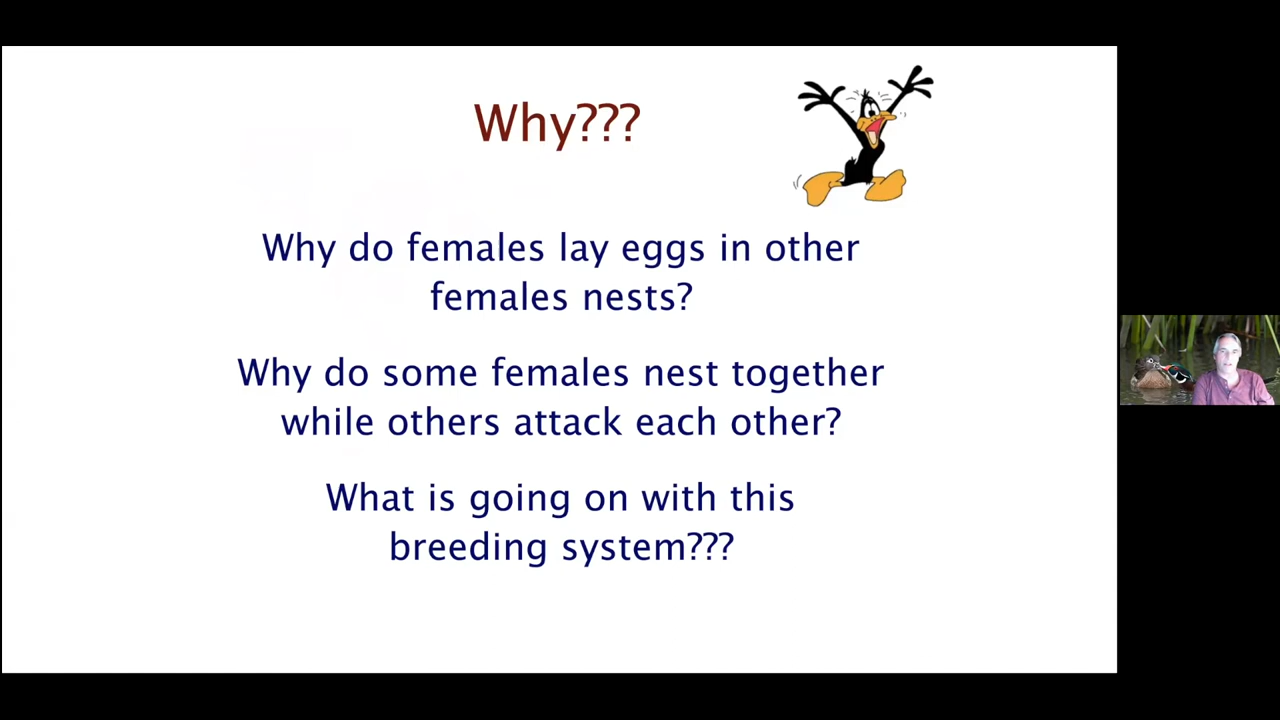 Why???
Why do females lay eggs in other
females nests?
Why do some females nest together
while others attack each other?
What is going on with this
breeding system???